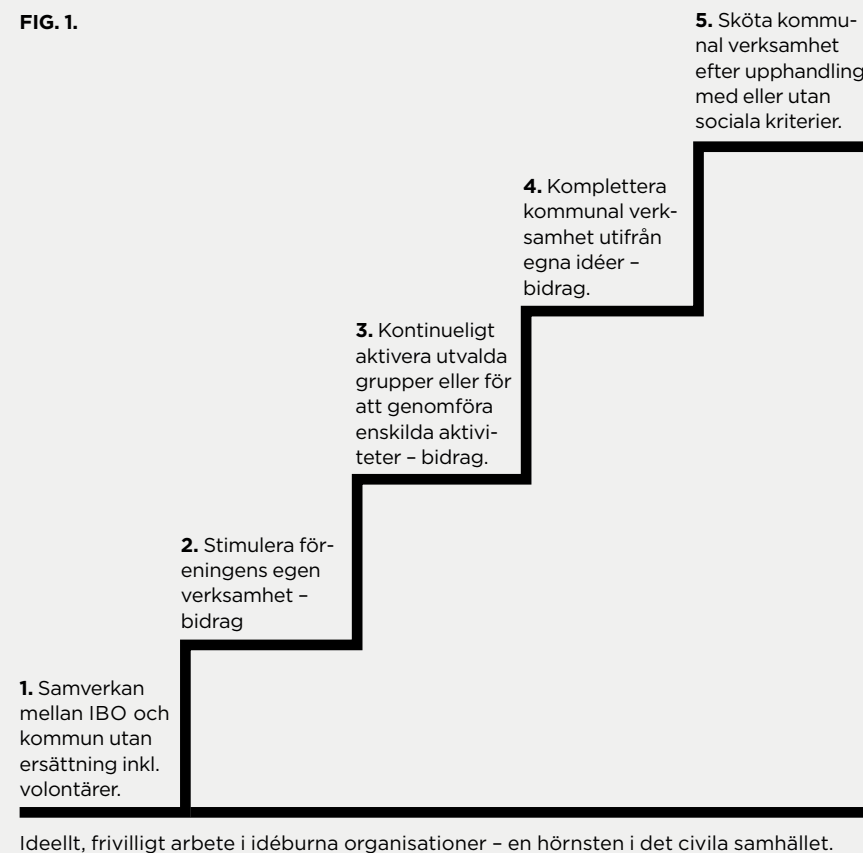 FIG. 1.
5. Sköta kommu-
nal verksamhet
efter upphandling
med eller utan
sociala kriterier.
4. Komplettera
kommunal verk-
samhet utifrån
egna idéer –
bidrag.
3. Kontinueligt
aktivera utvalda
grupper eller för
att genomföra
enskilda aktivi-
teter – bidrag.
2. Stimulera för-
eningens egen
verksamhet –
bidrag
1. Samverkan
mellan IBO och
kommun utan
ersättning inkl.
volontärer.
Ideellt, frivilligt arbete i idéburna organisationer – en hörnsten i det civila samhället.